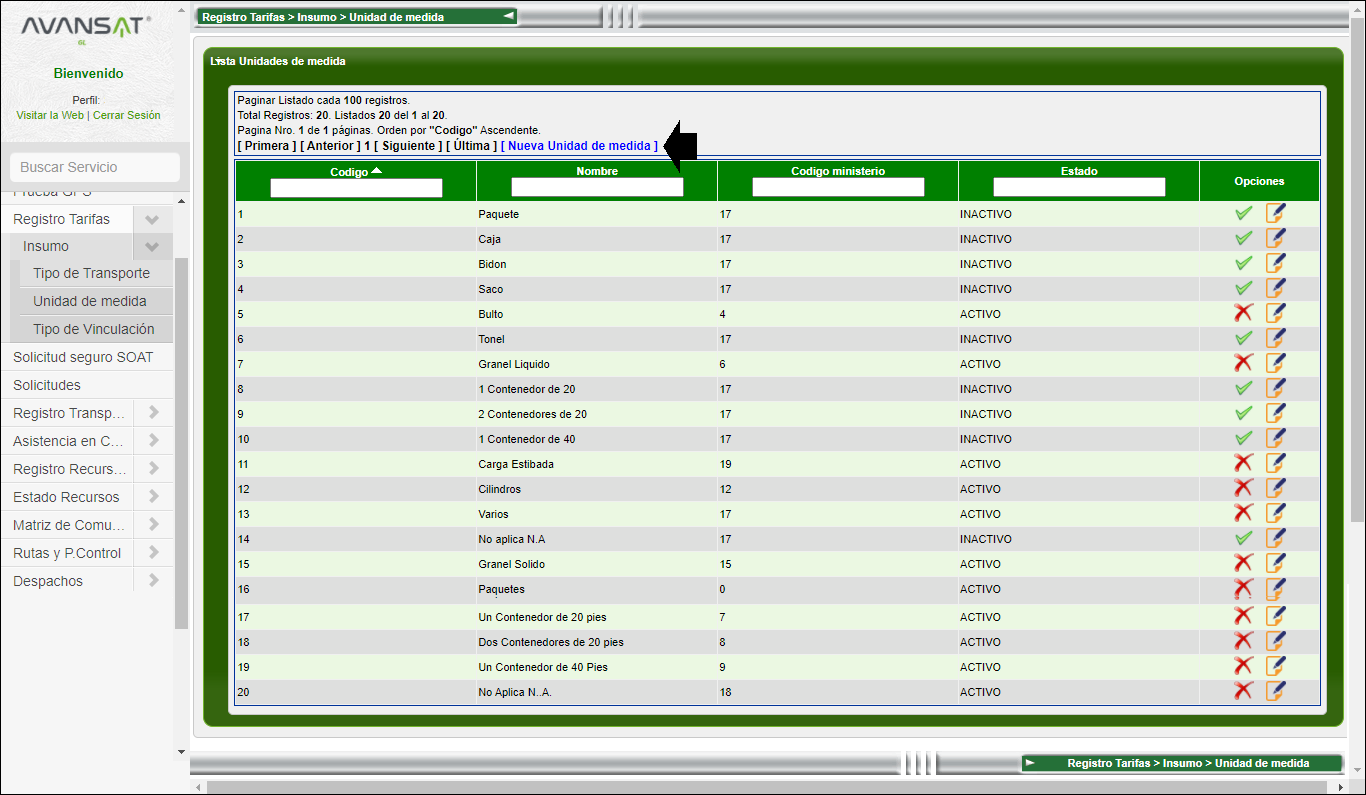 AVANSAT
GL
Bienvenido
Perfil:
Visitar la Web | Cerrar Sesión
Buscar Servicio
Prueba GPS
Registro Tarifas
Insumo
Tipo de Transporte
Unidad de medida
Tipo de Vinculación
Solicitud seguro SOAT
Solicitudes
Registro Transp...
Asistencia en C...
Registro Recurs...
Estado Recursos
Matriz de Comu...
Rutas y P.Control
Despachos
Registro Tarifas > Insumo > Unidad de medida
Lista Unidades de medida
Paginar Listado cada 100 registros.
Total Registros: 20. Listados 20 del 1 al 20.
Pagina Nro. 1 de 1 páginas. Orden por "Codigo" Ascendente.
[ Primera ] [ Anterior ] 1 [ Siguiente ] [ Última ] [ Nueva Unidad de medida ]
Codigo Nombre Codigo ministerio Estado Opciones
1 Paquete 17 INACTIVO
2 Caja 17 INACTIVO
3 Bidon 17 INACTIVO
4 Saco 17 INACTIVO
5 Bulto 4 ACTIVO
6 Tonel 17 INACTIVO
7 Granel Liquido 6 ACTIVO
8 1 Contenedor de 20 17 INACTIVO
9 2 Contenedores de 20 17 INACTIVO
10 1 Contenedor de 40 17 INACTIVO
11 Carga Estibada 19 ACTIVO
12 Cilindros 12 ACTIVO
13 Varios 17 ACTIVO
14 No aplica N.A 17 INACTIVO
15 Granel Solido 15 ACTIVO
16 Paquetes 0 ACTIVO
17 Un Contenedor de 20 pies 7 ACTIVO
18 Dos Contenedores de 20 pies 8 ACTIVO
19 Un Contenedor de 40 Pies 9 ACTIVO
20 No Aplica N..A. 18 ACTIVO
Registro Tarifas > Insumo > Unidad de medida